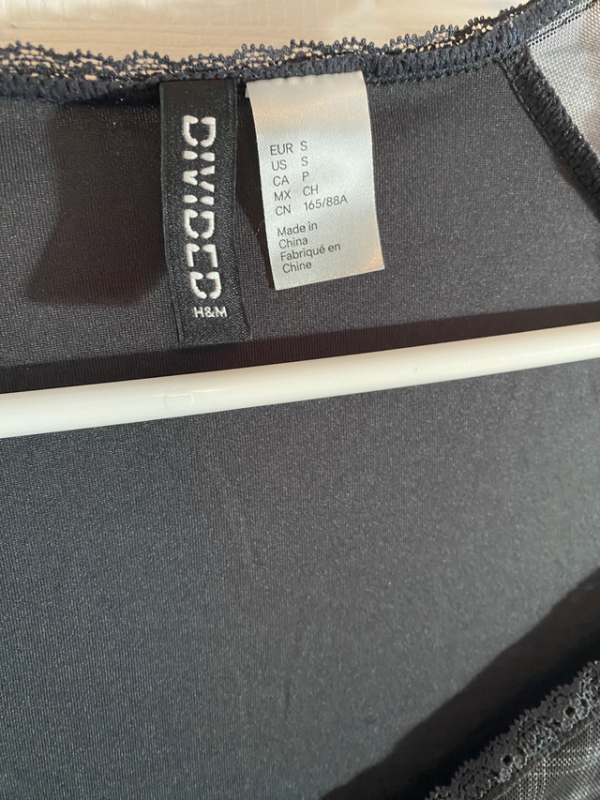 DIVIDED
H&M
EUR S
US S
CA P
MX CH
CN 165/88A
Made in
China
Fabriqué en
Chine